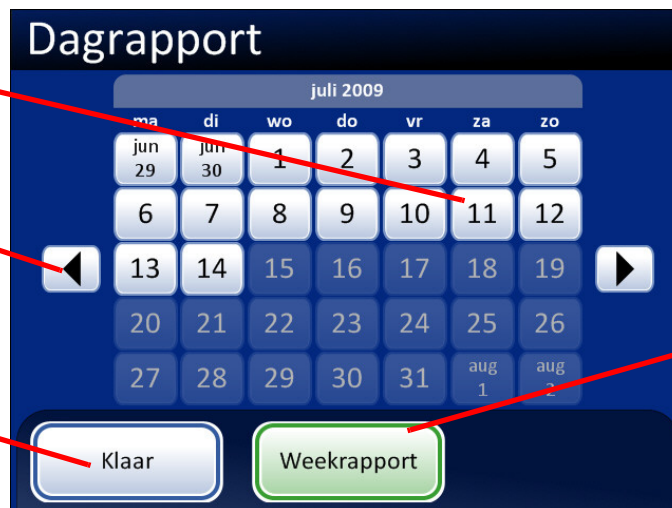 Dagrapport
juli 2009
ma di wo do vr za zo
jun 29 jun 30 1 2 3 4 5
6 7 8 9 10 11 12
13 14 15 16 17 18 19
20 21 22 23 24 25 26
27 28 29 30 31 aug 1 aug 2
Klaar Weekrapport